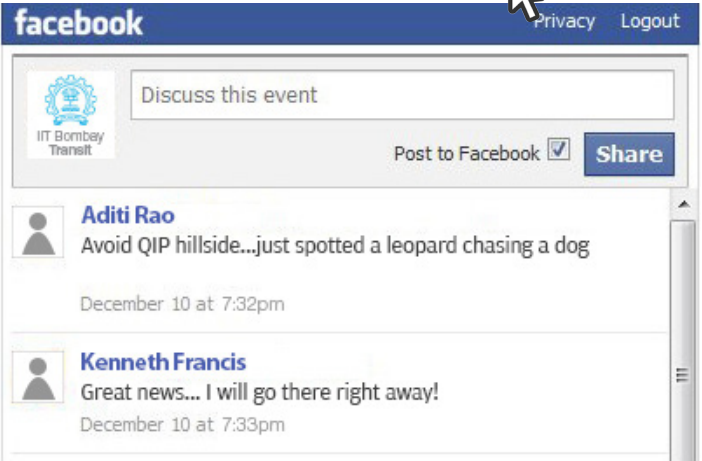 facebook
Privacy Logout
Discuss this event
IIT Bombay
Transit
Post to Facebook Share
Aditi Rao
Avoid QIP hillside...just spotted a leopard chasing a dog
December 10 at 7:32pm
Kenneth Francis
Great news... I will go there right away!
December 10 at 7:33pm